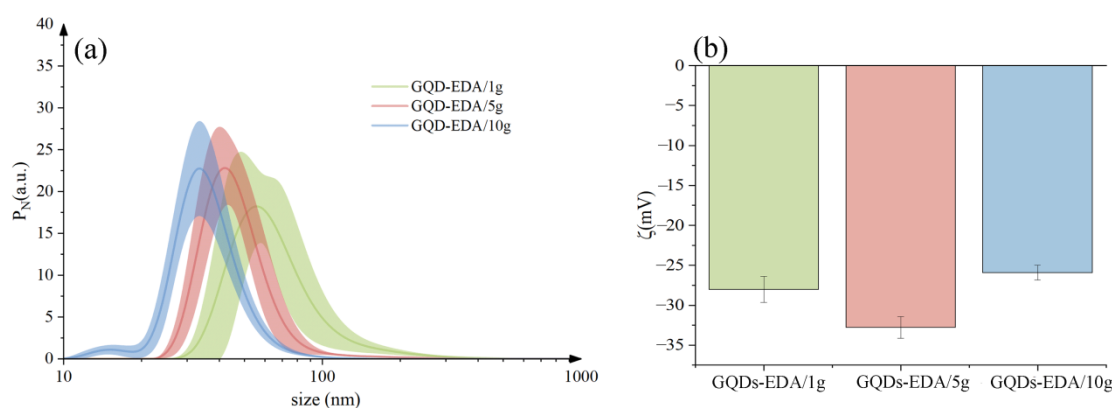 (a)
40
35
30
25
20
15
10
5
0
P_N(a.u.)
GQD-EDA/1g
GQD-EDA/5g
GQD-EDA/10g
10 100 1000
size (nm)
(b)
0
−5
−10
−15
−20
−25
−30
−35
ζ(mV)
GQDs-EDA/1g GQDs-EDA/5g GQDs-EDA/10g